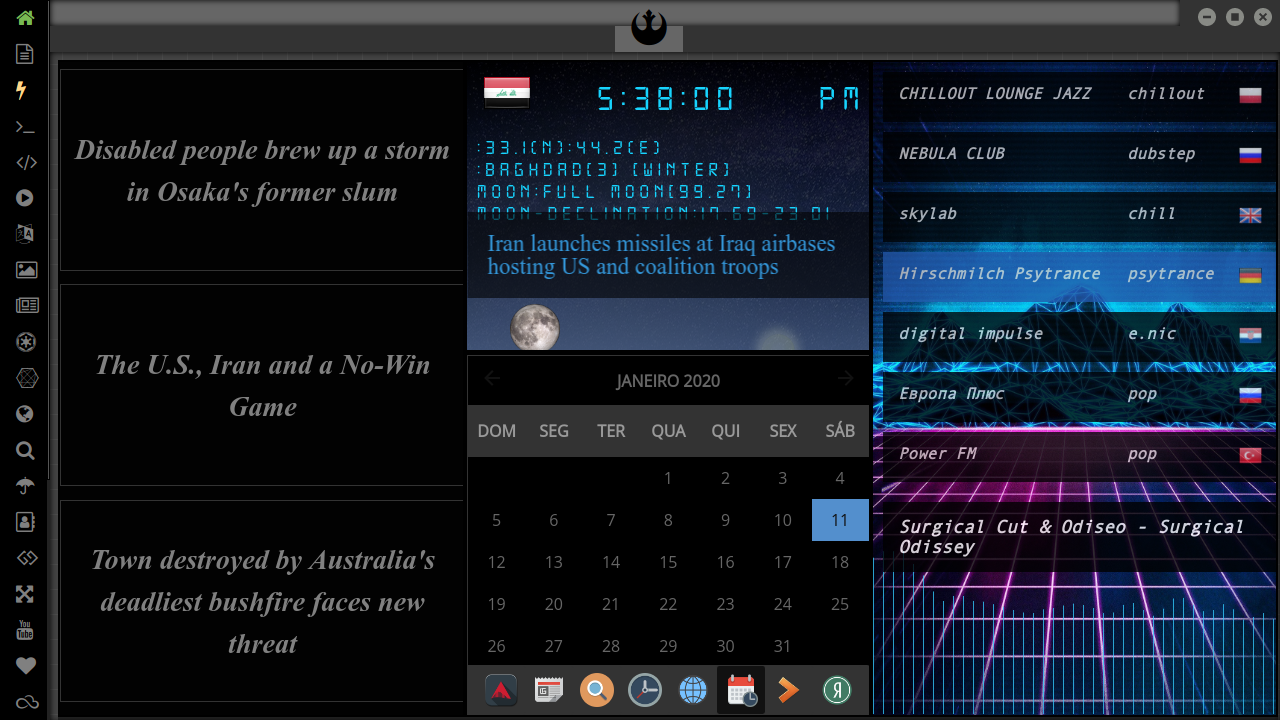 Disabled people brew up a storm
in Osaka's former slum
The U.S., Iran and a No-Win
Game
Town destroyed by Australia's
deadliest bushfire faces new
threat
5:38:00 PM
:33.1(N):44.2(E)
:BAGHDAD[3] [WINTER]
MOON:FULL MOON[99.27]
MOON-DECLINATION:17.69-23.01
Iran launches missiles at Iraq airbases
hosting US and coalition troops
JANEIRO 2020
DOM SEG TER QUA QUI SEX SÁB
1 2 3 4
5 6 7 8 9 10 11
12 13 14 15 16 17 18
19 20 21 22 23 24 25
26 27 28 29 30 31
CHILLOUT LOUNGE JAZZ chillout
NEBULA CLUB dubstep
skylab chill
Hirschmilch Psytrance psytrance
digital impulse e.nic
Европа Плюс pop
Power FM pop
Surgical Cut & Odiseo - Surgical
Odissey
You
Tube
Я